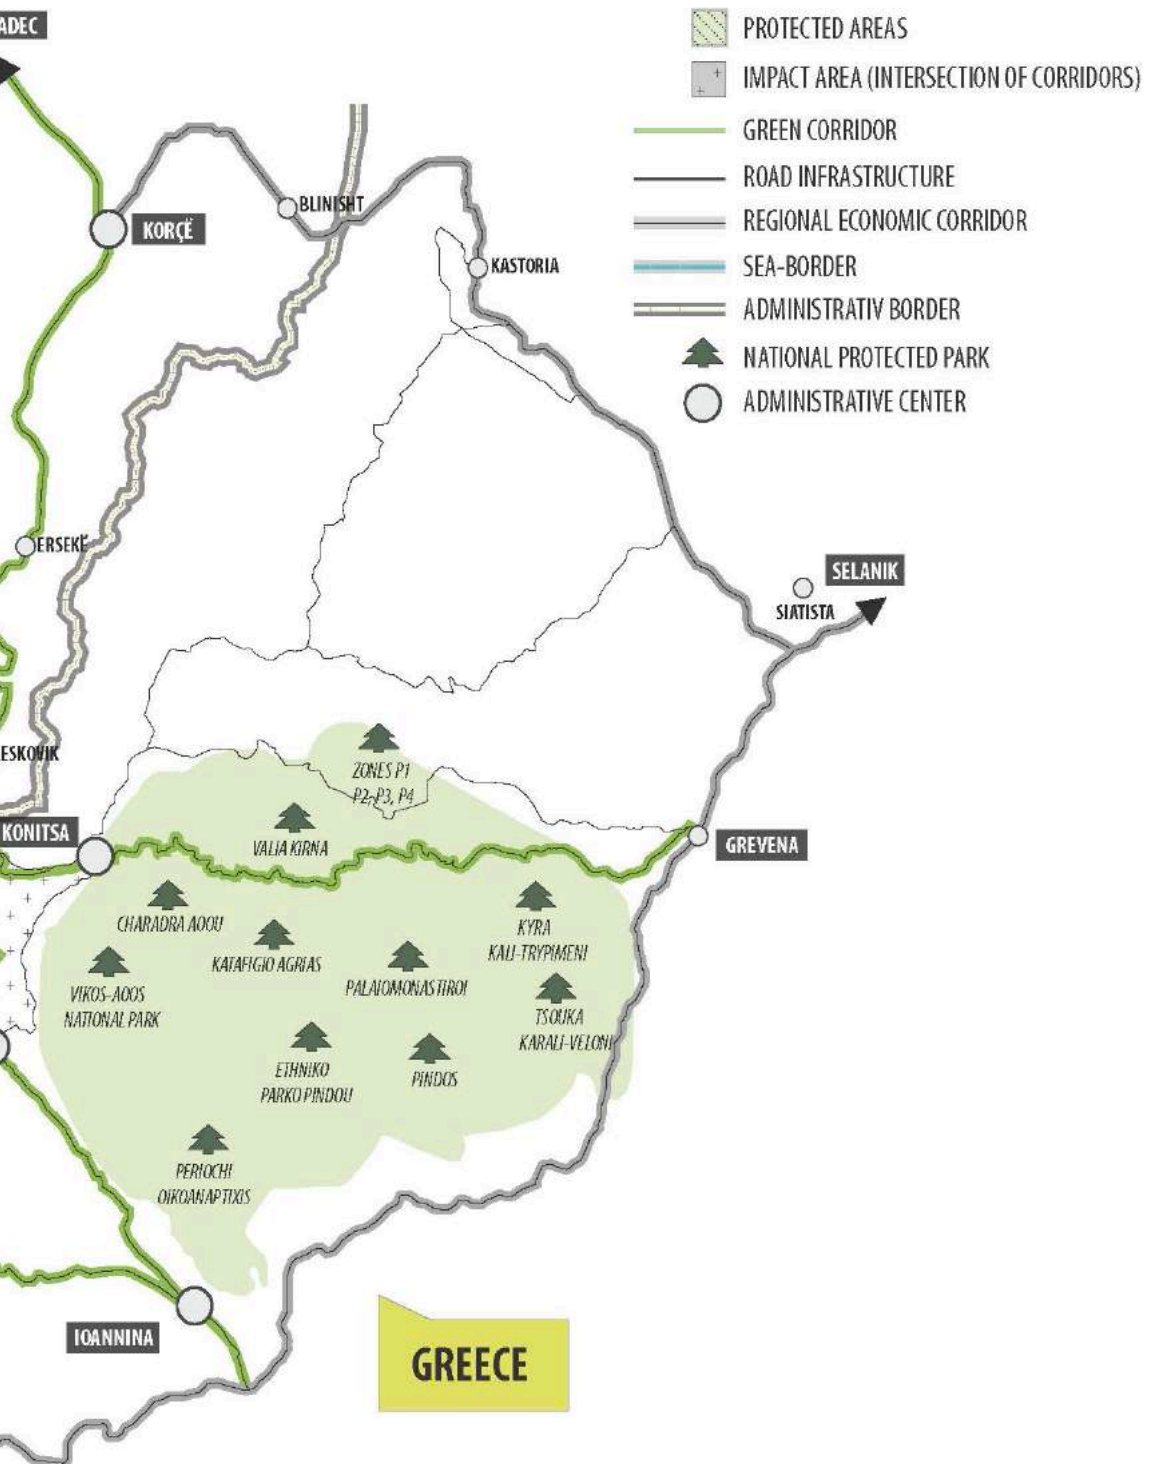 ADEC
PROTECTED AREAS
IMPACT AREA (INTERSECTION OF CORRIDORS)
GREEN CORRIDOR
ROAD INFRASTRUCTURE
REGIONAL ECONOMIC CORRIDOR
SEA-BORDER
ADMINISTRATIV BORDER
NATIONAL PROTECTED PARK
ADMINISTRATIVE CENTER
BLINISHT
KORÇË
KASTORIA
ERSEKË
SELANIK
SIATISTA
ESKOVIK
ZONES P1
P2, P3, P4
KONITSA
VALIA KIRNA
GREVENA
CHARADRA AOOU
KYRA
KALI-TRYPIMENI
KATAFIGIO AGRIAS
PALAIOMONASTIROI
VIKOS-AOOS
NATIONAL PARK
TSOUKA
KARALI-VELONI
ETHNIKO
PARKO PINDOU
PINDOS
PERIOCHI
OIKOANAPTIXIS
IOANNINA
GREECE